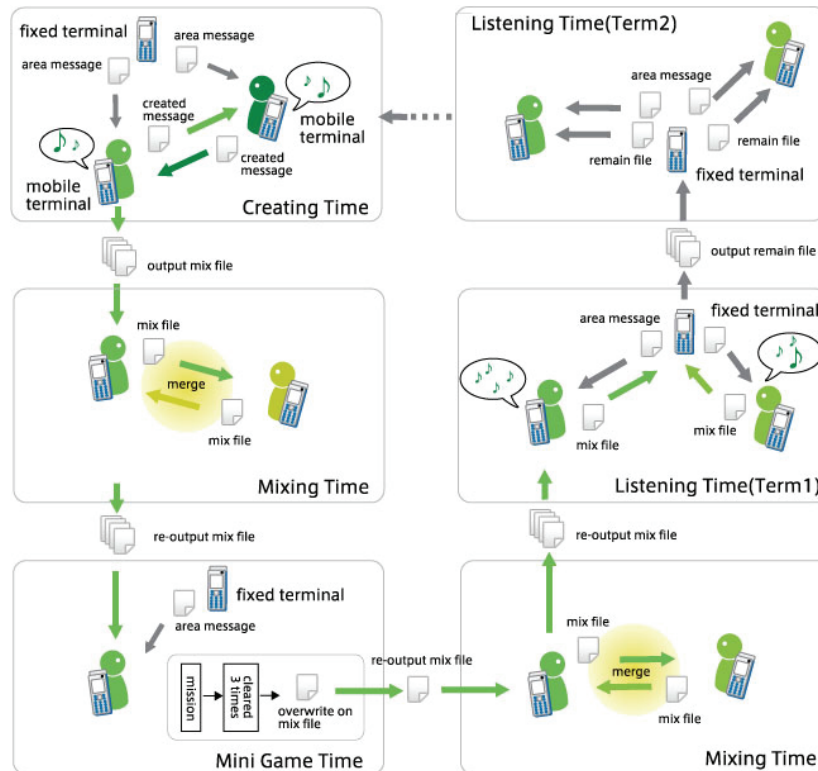 fixed terminal
area message
area message
created
message
mobile
terminal
created
message
mobile
terminal
Creating Time
output mix file
mix file
merge
mix file
Mixing Time
re-output mix file
fixed terminal
area message
mission
cleared
3 times
overwrite on
mix file
Mini Game Time
re-output mix file
mix file
merge
mix file
Mixing Time
re-output mix file
fixed terminal
area message
mix file
mix file
Listening Time(Term1)
output remain file
Listening Time(Term2)
area message
remain file
remain file
fixed terminal